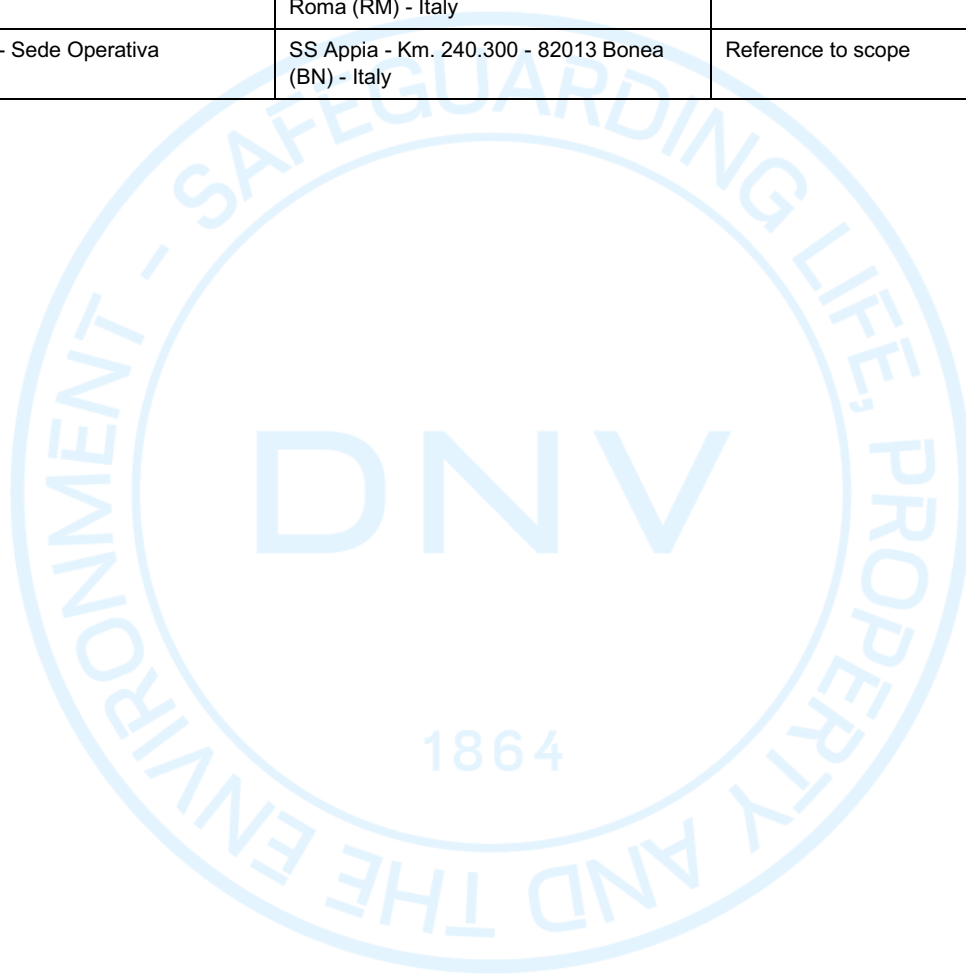 Roma (RM) - Italy
- Sede Operativa
SS Appia - Km. 240.300 - 82013 Bonea
(BN) - Italy
Reference to scope
SAFEGUARDING LIFE, PROPERTY AND THE ENVIRONMENT -
DNV
1864